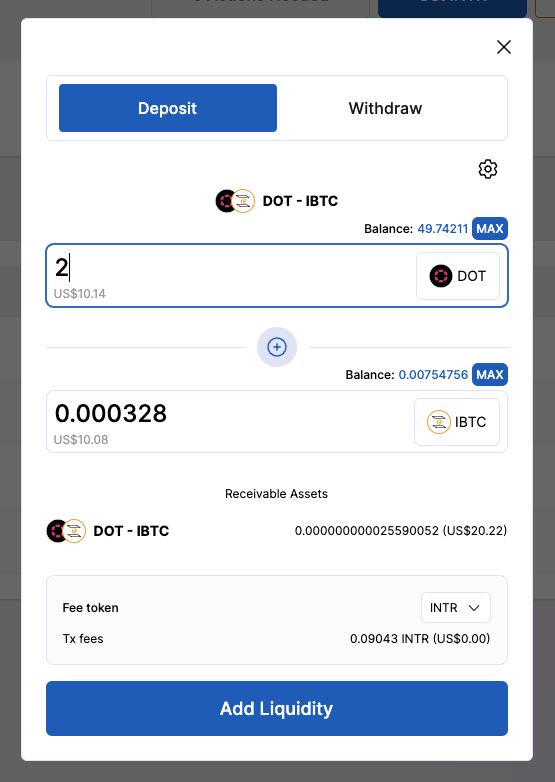 Deposit Withdraw
DOT - IBTC
Balance: 49.74211 MAX
2 DOT
US$10.14
Balance: 0.00754756 MAX
0.000328 IBTC
US$10.08
Receivable Assets
DOT - IBTC 0.000000000025590052 (US$20.22)
Fee token INTR
Tx fees 0.09043 INTR (US$0.00)
Add Liquidity